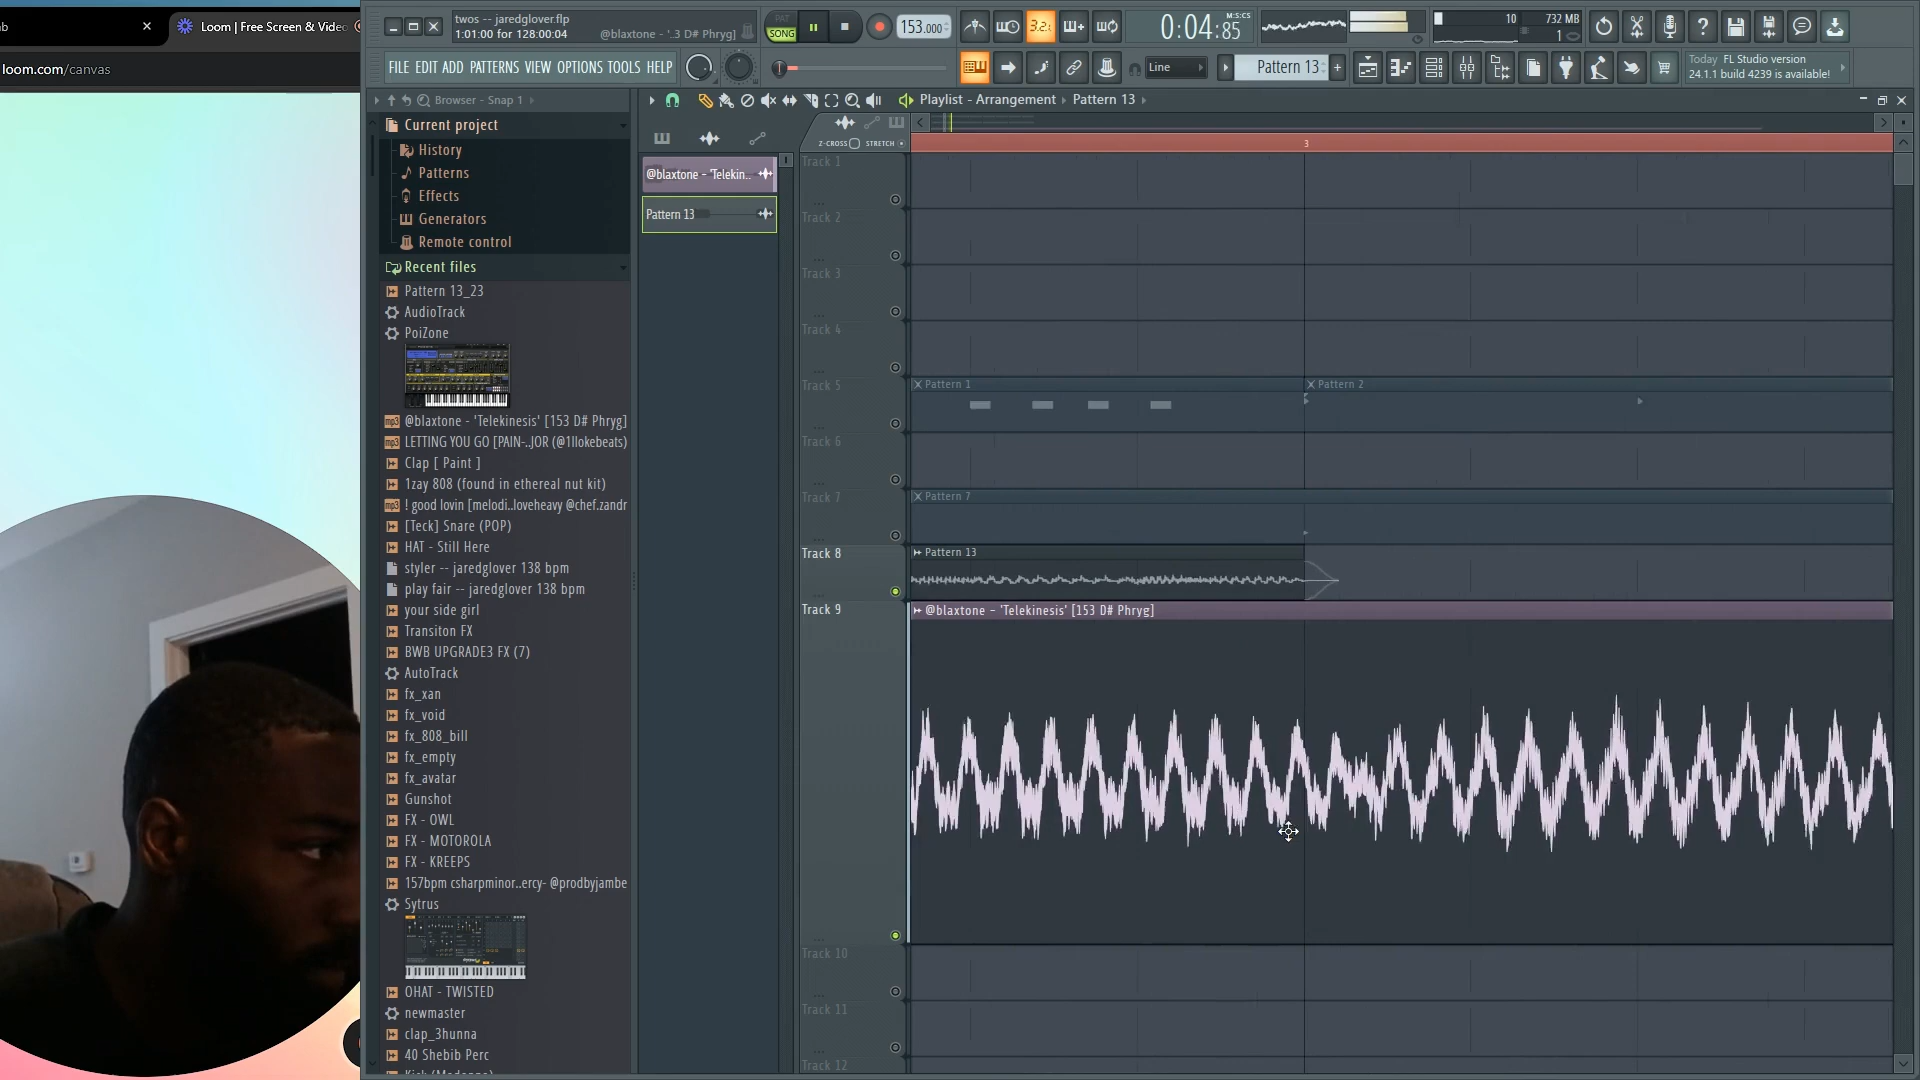 Loom | Free Screen & Video
loom.com/canvas
twos -- jaredglover.flp
1:01:00 for 128:00:04
@blaxtone - '.3 D# Phryg]
PAT
SONG
153.000
3.2:
0:04:85
M:S:CS
10
732 MB
1
FILE EDIT ADD PATTERNS VIEW OPTIONS TOOLS HELP
Line
Pattern 13
Today FL Studio version
24.1.1 build 4239 is available!
Browser - Snap 1
Playlist - Arrangement
Pattern 13
Z-CROSS
STRETCH
3
Current project
History
Patterns
Effects
Generators
Remote control
Recent files
Pattern 13_23
AudioTrack
PoiZone
mp3
@blaxtone - 'Telekinesis' [153 D# Phryg]
mp3
LETTING YOU GO [PAIN-..JOR (@1llokebeats)
Clap [ Paint ]
1zay 808 (found in ethereal nut kit)
mp3
! good lovin [melodi..loveheavy @chef.zandr
[Teck] Snare (POP)
HAT - Still Here
styler -- jaredglover 138 bpm
play fair -- jaredglover 138 bpm
your side girl
Transiton FX
BWB UPGRADE3 FX (7)
AutoTrack
fx_xan
fx_void
fx_808_bill
fx_empty
fx_avatar
Gunshot
FX - OWL
FX - MOTOROLA
FX - KREEPS
157bpm csharpminor..ercy- @prodbyjambe
Sytrus
OHAT - TWISTED
newmaster
clap_3hunna
40 Shebib Perc
@blaxtone - 'Telekin..
Pattern 13
Track 1
Track 2
Track 3
Track 4
Track 5
Pattern 1
Pattern 2
Track 6
Track 7
Pattern 7
Track 8
Pattern 13
Track 9
@blaxtone - 'Telekinesis' [153 D# Phryg]
Track 10
Track 11
Track 12